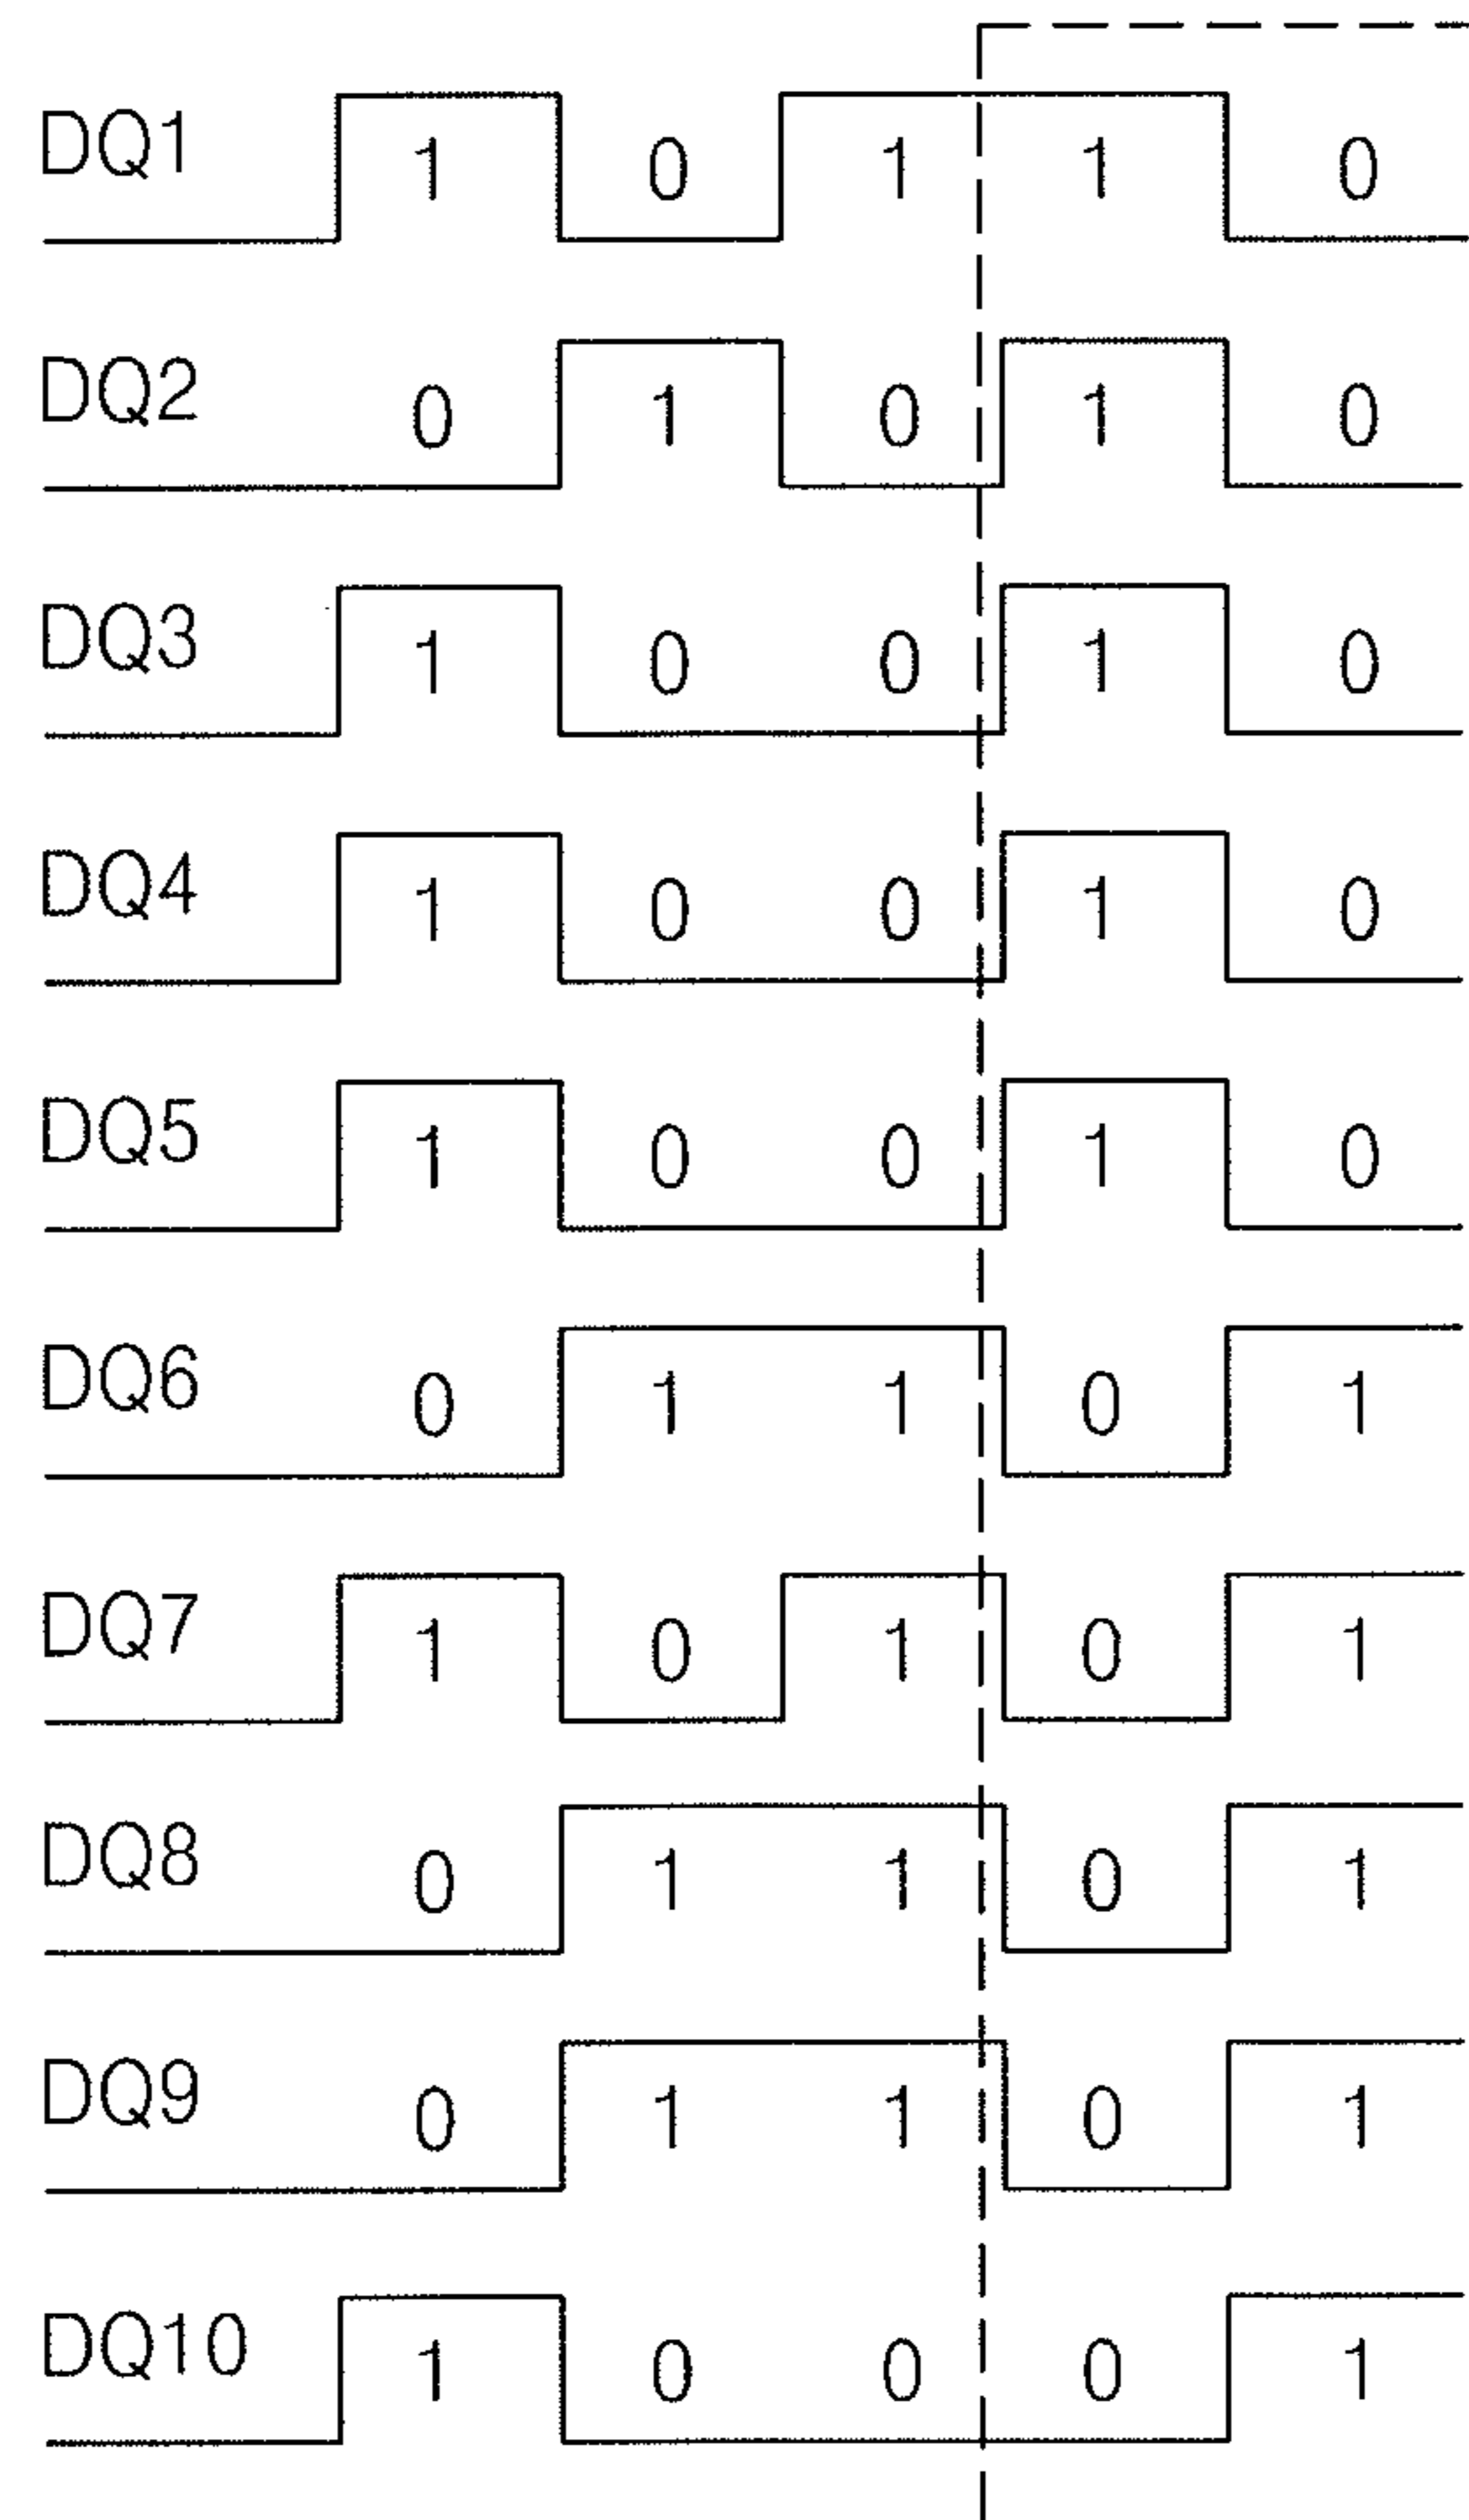 DQ1 1 0 1 1 0
DQ2 0 1 0 1 0
DQ3 1 0 0 1 0
DQ4 1 0 0 1 0
DQ5 1 0 0 1 0
DQ6 0 1 1 0 1
DQ7 1 0 1 0 1
DQ8 0 1 1 0 1
DQ9 0 1 1 0 1
DQ10 1 0 0 0 1